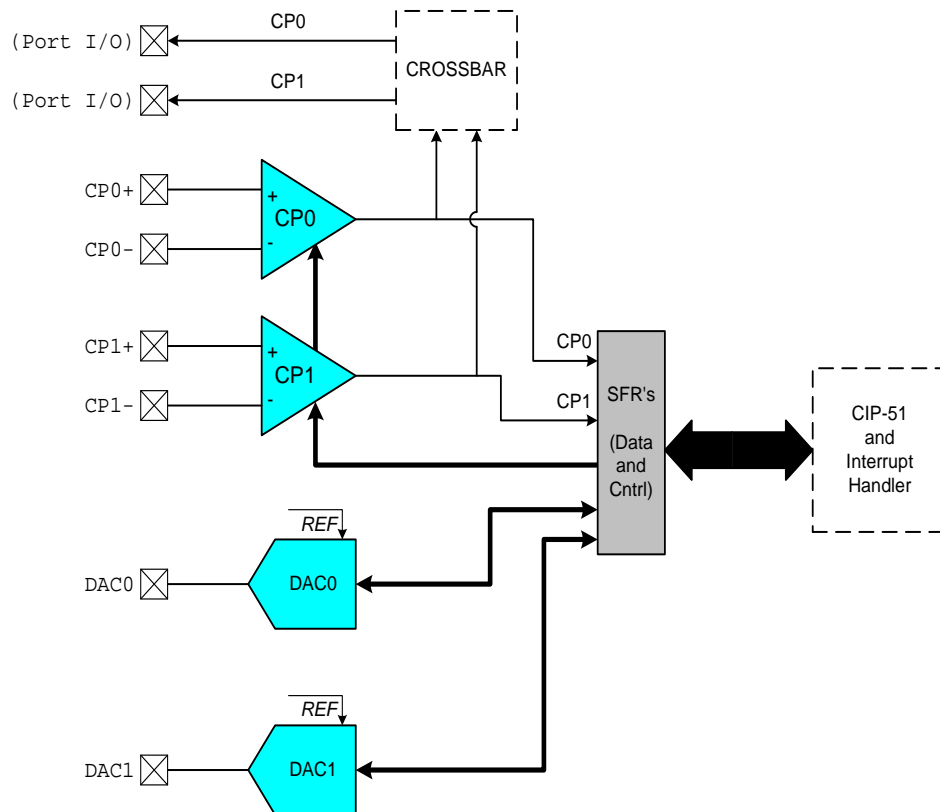 CP0
(Port I/O)
CROSSBAR
CP1
(Port I/O)
CP0+
+
CP0
CP0-
-
CP1+
+
CP0
CP1
SFR's
CP1-
-
CP1
(Data
and
Cntrl)
CIP-51
and
Interrupt
Handler
REF
DAC0
DAC0
REF
DAC1
DAC1